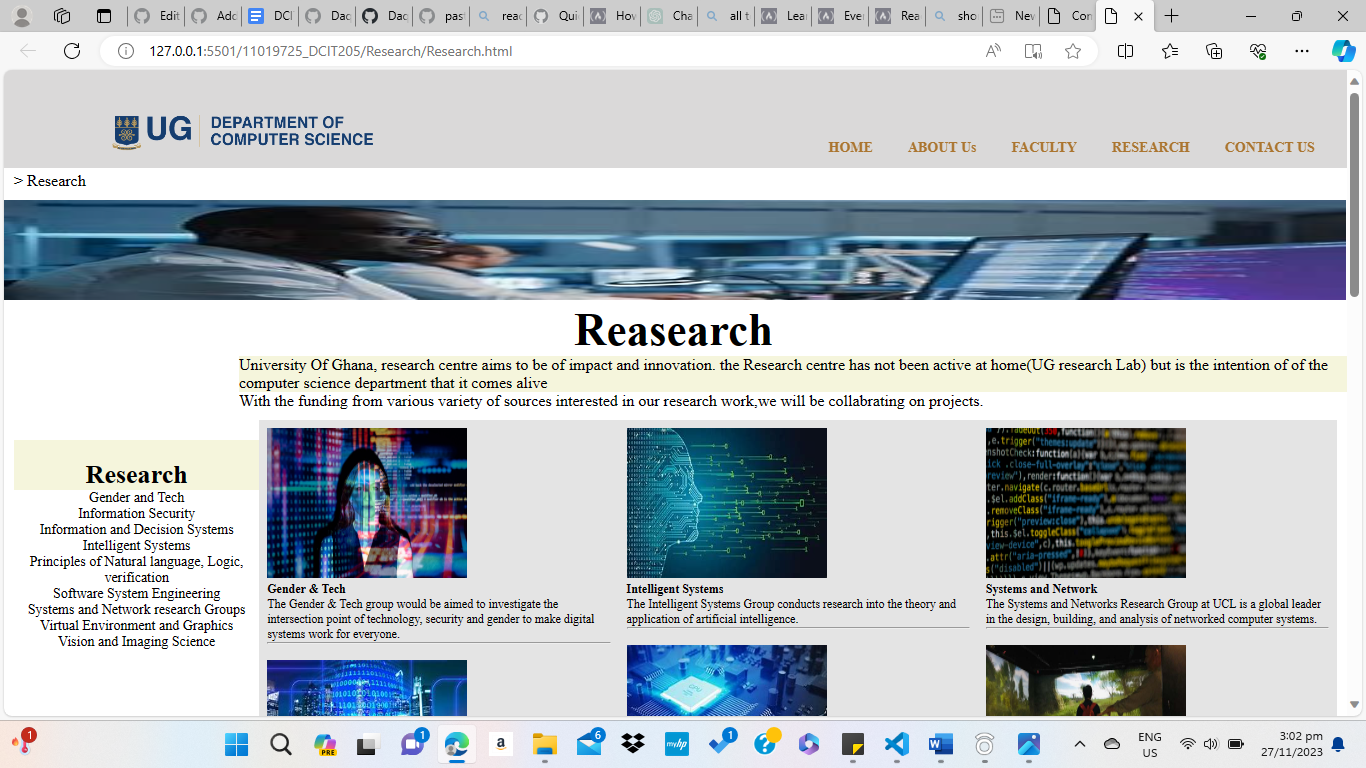 Edit
Add
DCI
Dac
Dac
past
reac
Qui
Hov
Cha
all t
Lear
Ever
Rea
sho
Nev
Con
127.0.0.1:5501/11019725_DCIT205/Research/Research.html
UG DEPARTMENT OF
COMPUTER SCIENCE
HOME ABOUT Us FACULTY RESEARCH CONTACT US
> Research
Reasearch
University Of Ghana, research centre aims to be of impact and innovation. the Research centre has not been active at home(UG research Lab) but is the intention of of the
computer science department that it comes alive
With the funding from various variety of sources interested in our research work,we will be collabrating on projects.
Research
Gender and Tech
Information Security
Information and Decision Systems
Intelligent Systems
Principles of Natural language, Logic,
verification
Software System Engineering
Systems and Network research Groups
Virtual Environment and Graphics
Vision and Imaging Science
Gender & Tech
The Gender & Tech group would be aimed to investigate the
intersection point of technology, security and gender to make digital
systems work for everyone.
Intelligent Systems
The Intelligent Systems Group conducts research into the theory and
application of artificial intelligence.
Systems and Network
The Systems and Networks Research Group at UCL is a global leader
in the design, building, and analysis of networked computer systems.
1
PRE
1
a
6
myhp
1
ENG
US
3:02 pm
27/11/2023